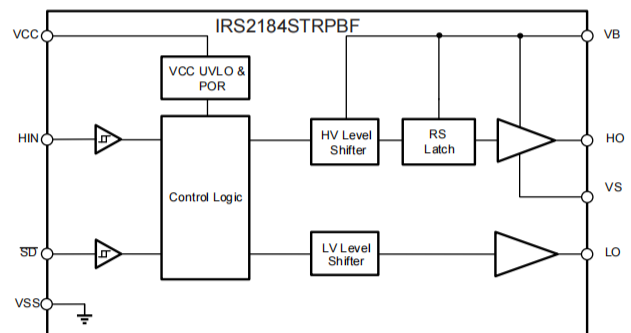 IRS2184STRPBF
VCC
VB
VCC UVLO &
POR
HIN
HV Level
Shifter
RS
Latch
HO
Control Logic
VS
SD
LV Level
Shifter
LO
VSS